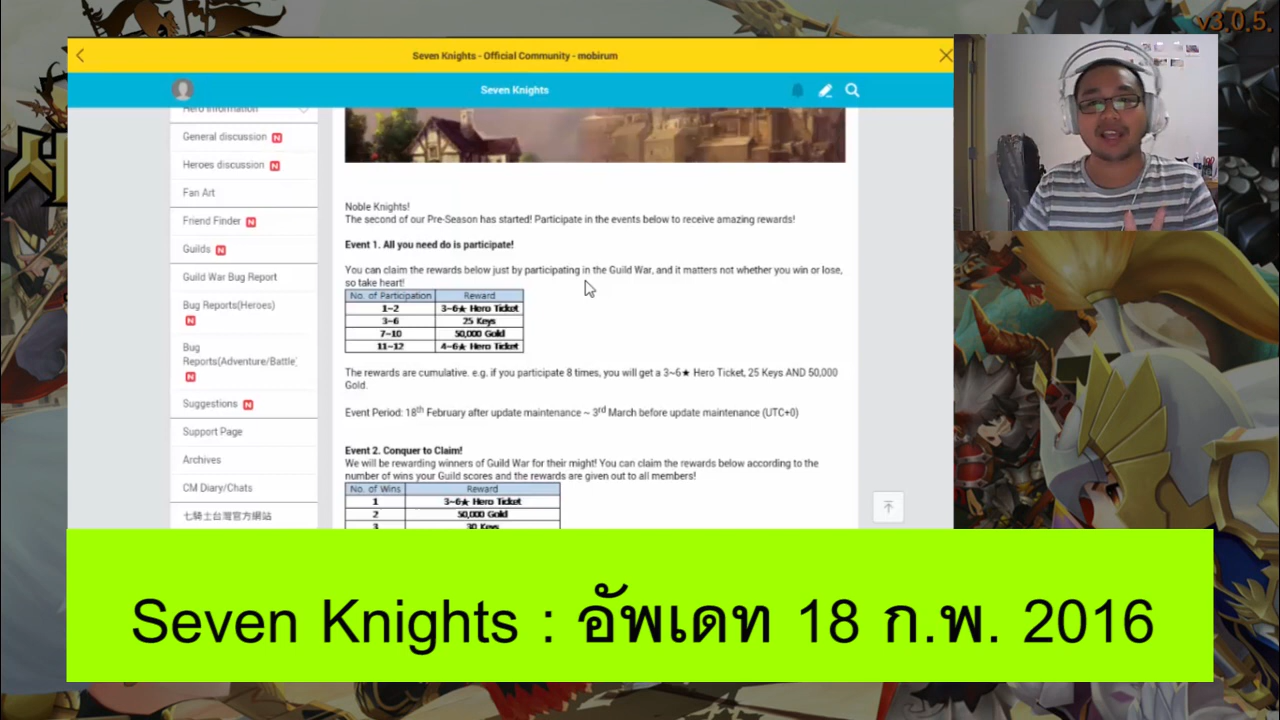 v3.0.5.
Seven Knights - Official Community - mobirum
Seven Knights
Hero Information
General discussion N
Heroes discussion N
Fan Art
Friend Finder N
Guilds N
Guild War Bug Report
Bug Reports(Heroes)
N
Bug
Reports(Adventure/Battle)
N
Suggestions N
Support Page
Archives
CM Diary/Chats
七騎士台灣官方網站
Noble Knights!
The second of our Pre-Season has started! Participate in the events below to receive amazing rewards!
Event 1. All you need do is participate!
You can claim the rewards below just by participating in the Guild War, and it matters not whether you win or lose,
so take heart!
No. of Participation Reward
1~2 3~6★ Hero Ticket
3~6 25 Keys
7~10 50,000 Gold
11~12 4~6★ Hero Ticket
The rewards are cumulative. e.g. if you participate 8 times, you will get a 3~6★ Hero Ticket, 25 Keys AND 50,000
Gold.
Event Period: 18th February after update maintenance ~ 3rd March before update maintenance (UTC+0)
Event 2. Conquer to Claim!
We will be rewarding winners of Guild War for their might! You can claim the rewards below according to the
number of wins your Guild scores and the rewards are given out to all members!
No. of Wins Reward
1 3~6★ Hero Ticket
2 50,000 Gold
3 30 Keys
Seven Knights : อัพเดท 18 ก.พ. 2016